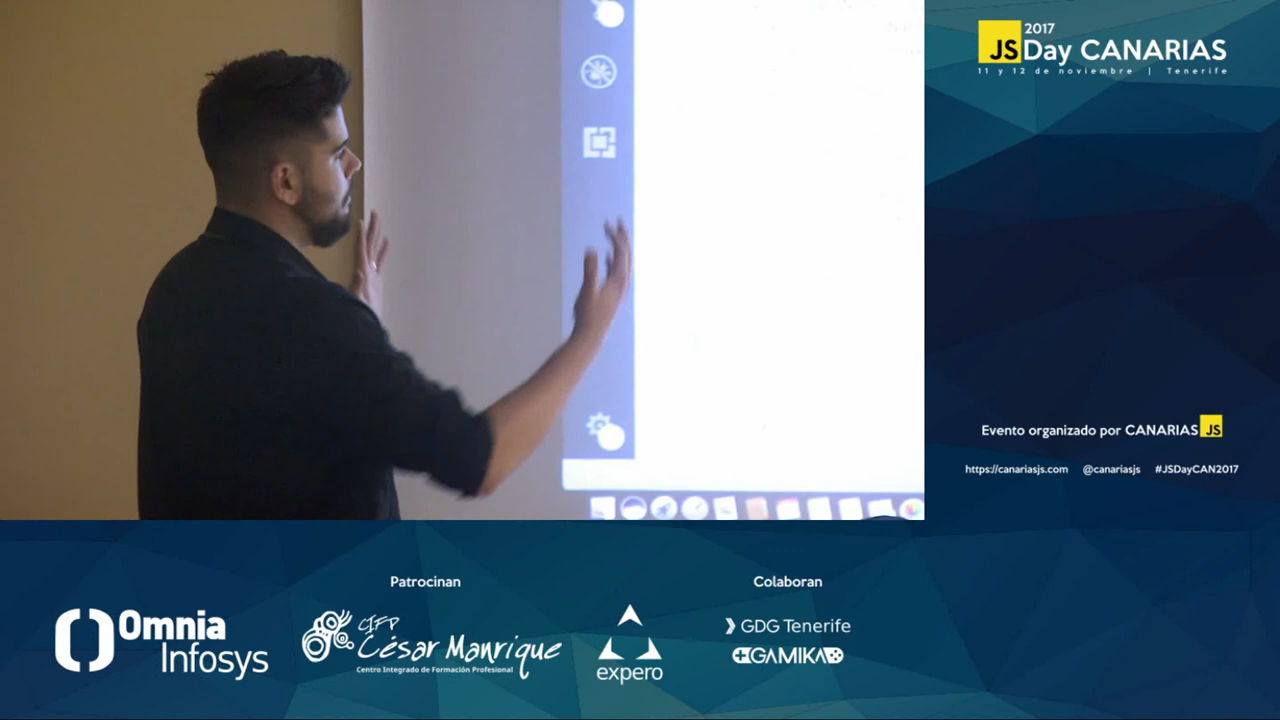 2017
JS Day CANARIAS
11 y 12 de noviembre | Tenerife
Evento organizado por CANARIAS JS
https://canariasjs.com @canariasjs #JSDayCAN2017
Patrocinan
Colaboran
Omnia
Infosys
CIFP
César Manrique
Centro Integrado de Formación Profesional
expero
GDG Tenerife
GAMIKA